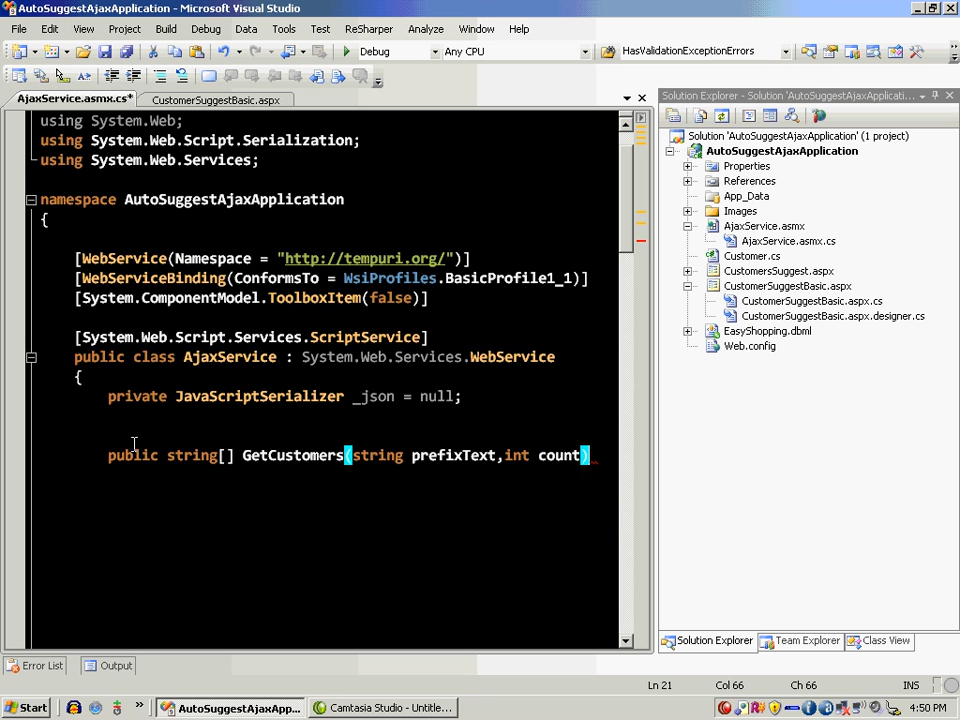 AutoSuggestAjaxApplication - Microsoft Visual Studio
File Edit View Project Build Debug Data Tools Test ReSharper Analyze Window Help
Debug Any CPU HasValidationExceptionErrors
AjaxService.asmx.cs* CustomerSuggestBasic.aspx
using System.Web;
using System.Web.Script.Serialization;
using System.Web.Services;
namespace AutoSuggestAjaxApplication
{
[WebService(Namespace = "http://tempuri.org/")]
[WebServiceBinding(ConformsTo = WsiProfiles.BasicProfile1_1)]
[System.ComponentModel.ToolboxItem(false)]
[System.Web.Script.Services.ScriptService]
public class AjaxService : System.Web.Services.WebService
{
private JavaScriptSerializer _json = null;
public string[] GetCustomers(string prefixText,int count)
Solution Explorer - Solution 'AutoSuggestAjaxApplicati...
Solution 'AutoSuggestAjaxApplication' (1 project)
AutoSuggestAjaxApplication
Properties
References
App_Data
Images
AjaxService.asmx
AjaxService.asmx.cs
Customer.cs
CustomersSuggest.aspx
CustomerSuggestBasic.aspx
CustomerSuggestBasic.aspx.cs
CustomerSuggestBasic.aspx.designer.cs
EasyShopping.dbml
Web.config
Solution Explorer Team Explorer Class View
Error List Output
Ln 21 Col 66 Ch 66 INS
Start AutoSuggestAjaxApp... Camtasia Studio - Untitle... 4:50 PM